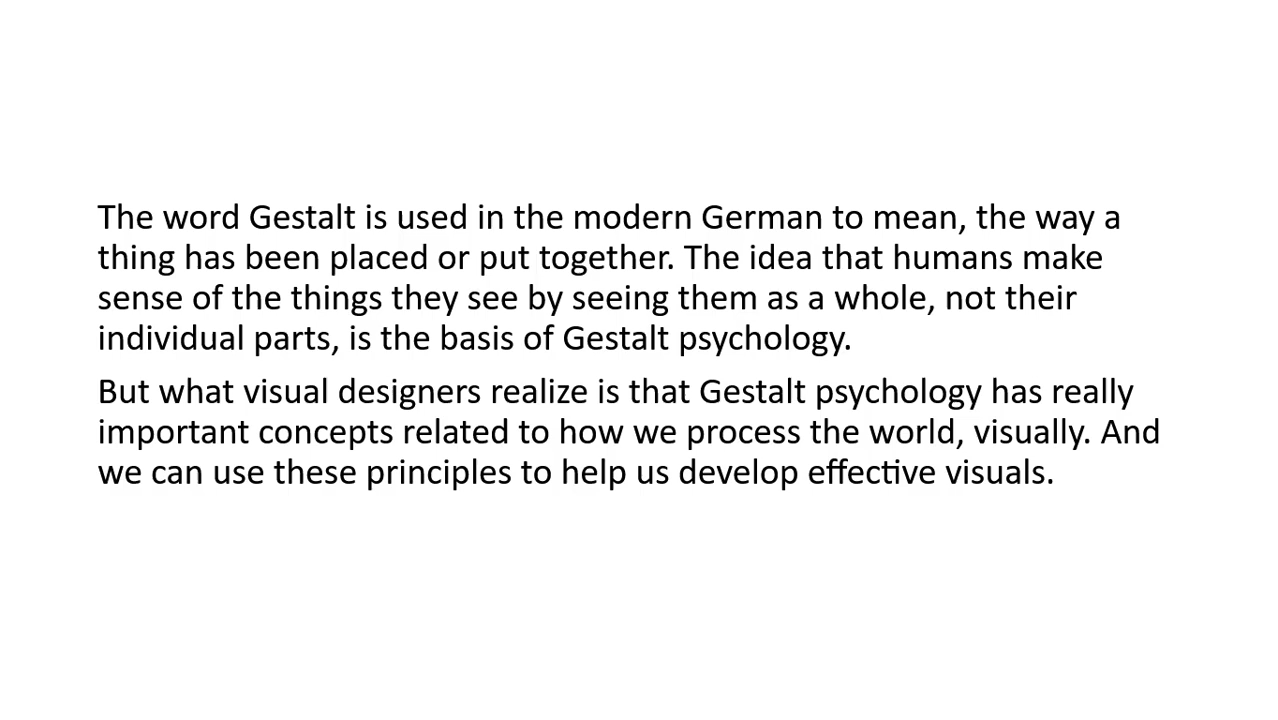 The word Gestalt is used in the modern German to mean, the way a
thing has been placed or put together. The idea that humans make
sense of the things they see by seeing them as a whole, not their
individual parts, is the basis of Gestalt psychology.
But what visual designers realize is that Gestalt psychology has really
important concepts related to how we process the world, visually. And
we can use these principles to help us develop effective visuals.